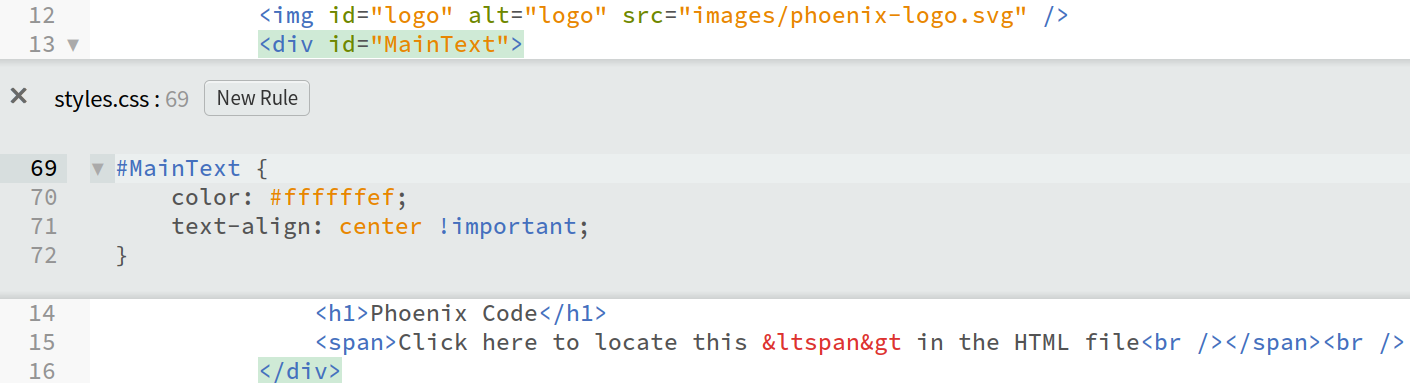 12 <img id="logo" alt="logo" src="images/phoenix-logo.svg" />
13 <div id="MainText">
styles.css : 69 New Rule
69 #MainText {
70 color: #ffffffef;
71 text-align: center !important;
72 }
14 <h1>Phoenix Code</h1>
15 <span>Click here to locate this &ltspan&gt in the HTML file<br /></span><br />
16 </div>